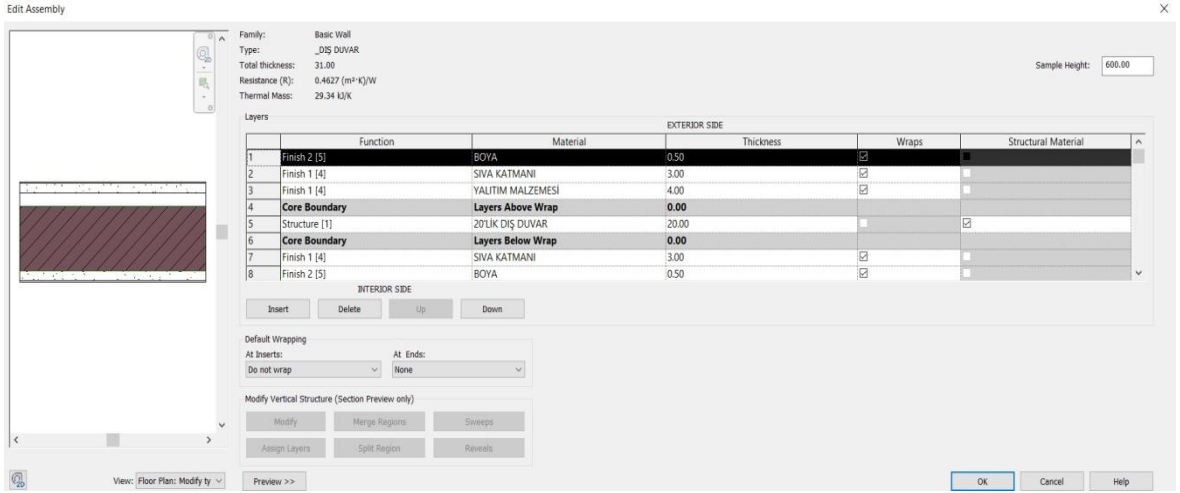 Edit Assembly
Family: Basic Wall
Type: _DIŞ DUVAR
Total thickness: 31.00
Resistance (R): 0.4627 (m²·K)/W
Thermal Mass: 29.34 kJ/K
Sample Height: 600.00
Layers
EXTERIOR SIDE
Function Material Thickness Wraps Structural Material
1 Finish 2 [5] BOYA 0.50
2 Finish 1 [4] SIVA KATMANI 3.00
3 Finish 1 [4] YALITIM MALZEMESİ 4.00
4 Core Boundary Layers Above Wrap 0.00
5 Structure [1] 20'LİK DIŞ DUVAR 20.00
6 Core Boundary Layers Below Wrap 0.00
7 Finish 1 [4] SIVA KATMANI 3.00
8 Finish 2 [5] BOYA 0.50
INTERIOR SIDE
Insert Delete Up Down
Default Wrapping
At Inserts: At Ends:
Do not wrap None
Modify Vertical Structure (Section Preview only)
Modify Merge Regions Sweeps
Assign Layers Split Region Reveals
View: Floor Plan: Modify ty Preview >> OK Cancel Help